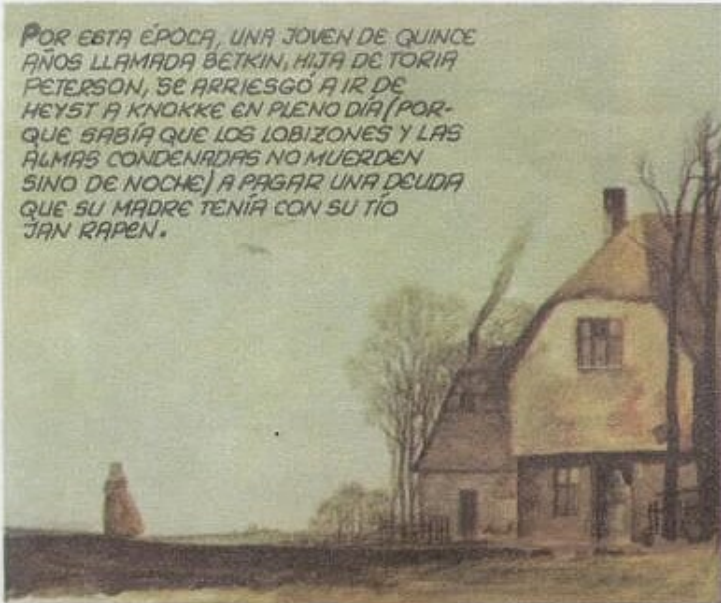 POR ESTA ÉPOCA, UNA JOVEN DE QUINCE
AÑOS LLAMADA BETKIN, HIJA DE TORIA
PETERSON, SE ARRIESGÓ A IR DE
HEYST A KNOKKE EN PLENO DÍA (POR-
QUE SABÍA QUE LOS LOBIZONES Y LAS
ALMAS CONDENADAS NO MUERDEN
SINO DE NOCHE) A PAGAR UNA DEUDA
QUE SU MADRE TENÍA CON SU TÍO
JAN RAPEN.